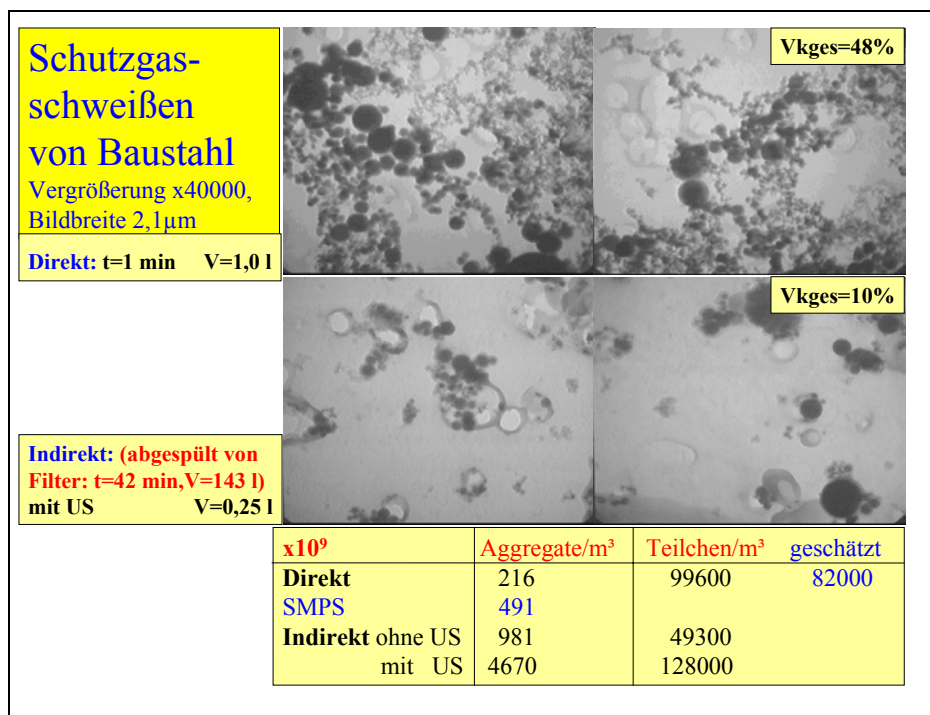 Schutzgas-
schweißen
von Baustahl
Vergrößerung x40000,
Bildbreite 2,1µm
Direkt: t=1 min V=1,0 l
Vkges=48%
Vkges=10%
Indirekt: (abgespült von
Filter: t=42 min,V=143 l)
mit US V=0,25 l
x10⁹ Aggregate/m³ Teilchen/m³ geschätzt
Direkt 216 99600 82000
SMPS 491
Indirekt ohne US 981 49300
mit US 4670 128000